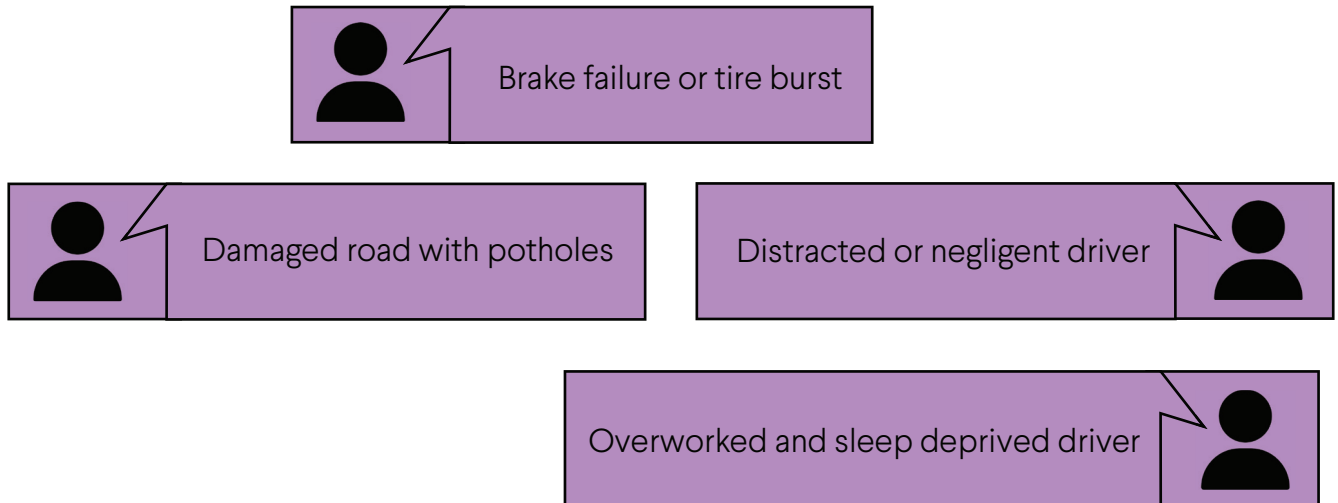 Brake failure or tire burst
Damaged road with potholes
Distracted or negligent driver
Overworked and sleep deprived driver